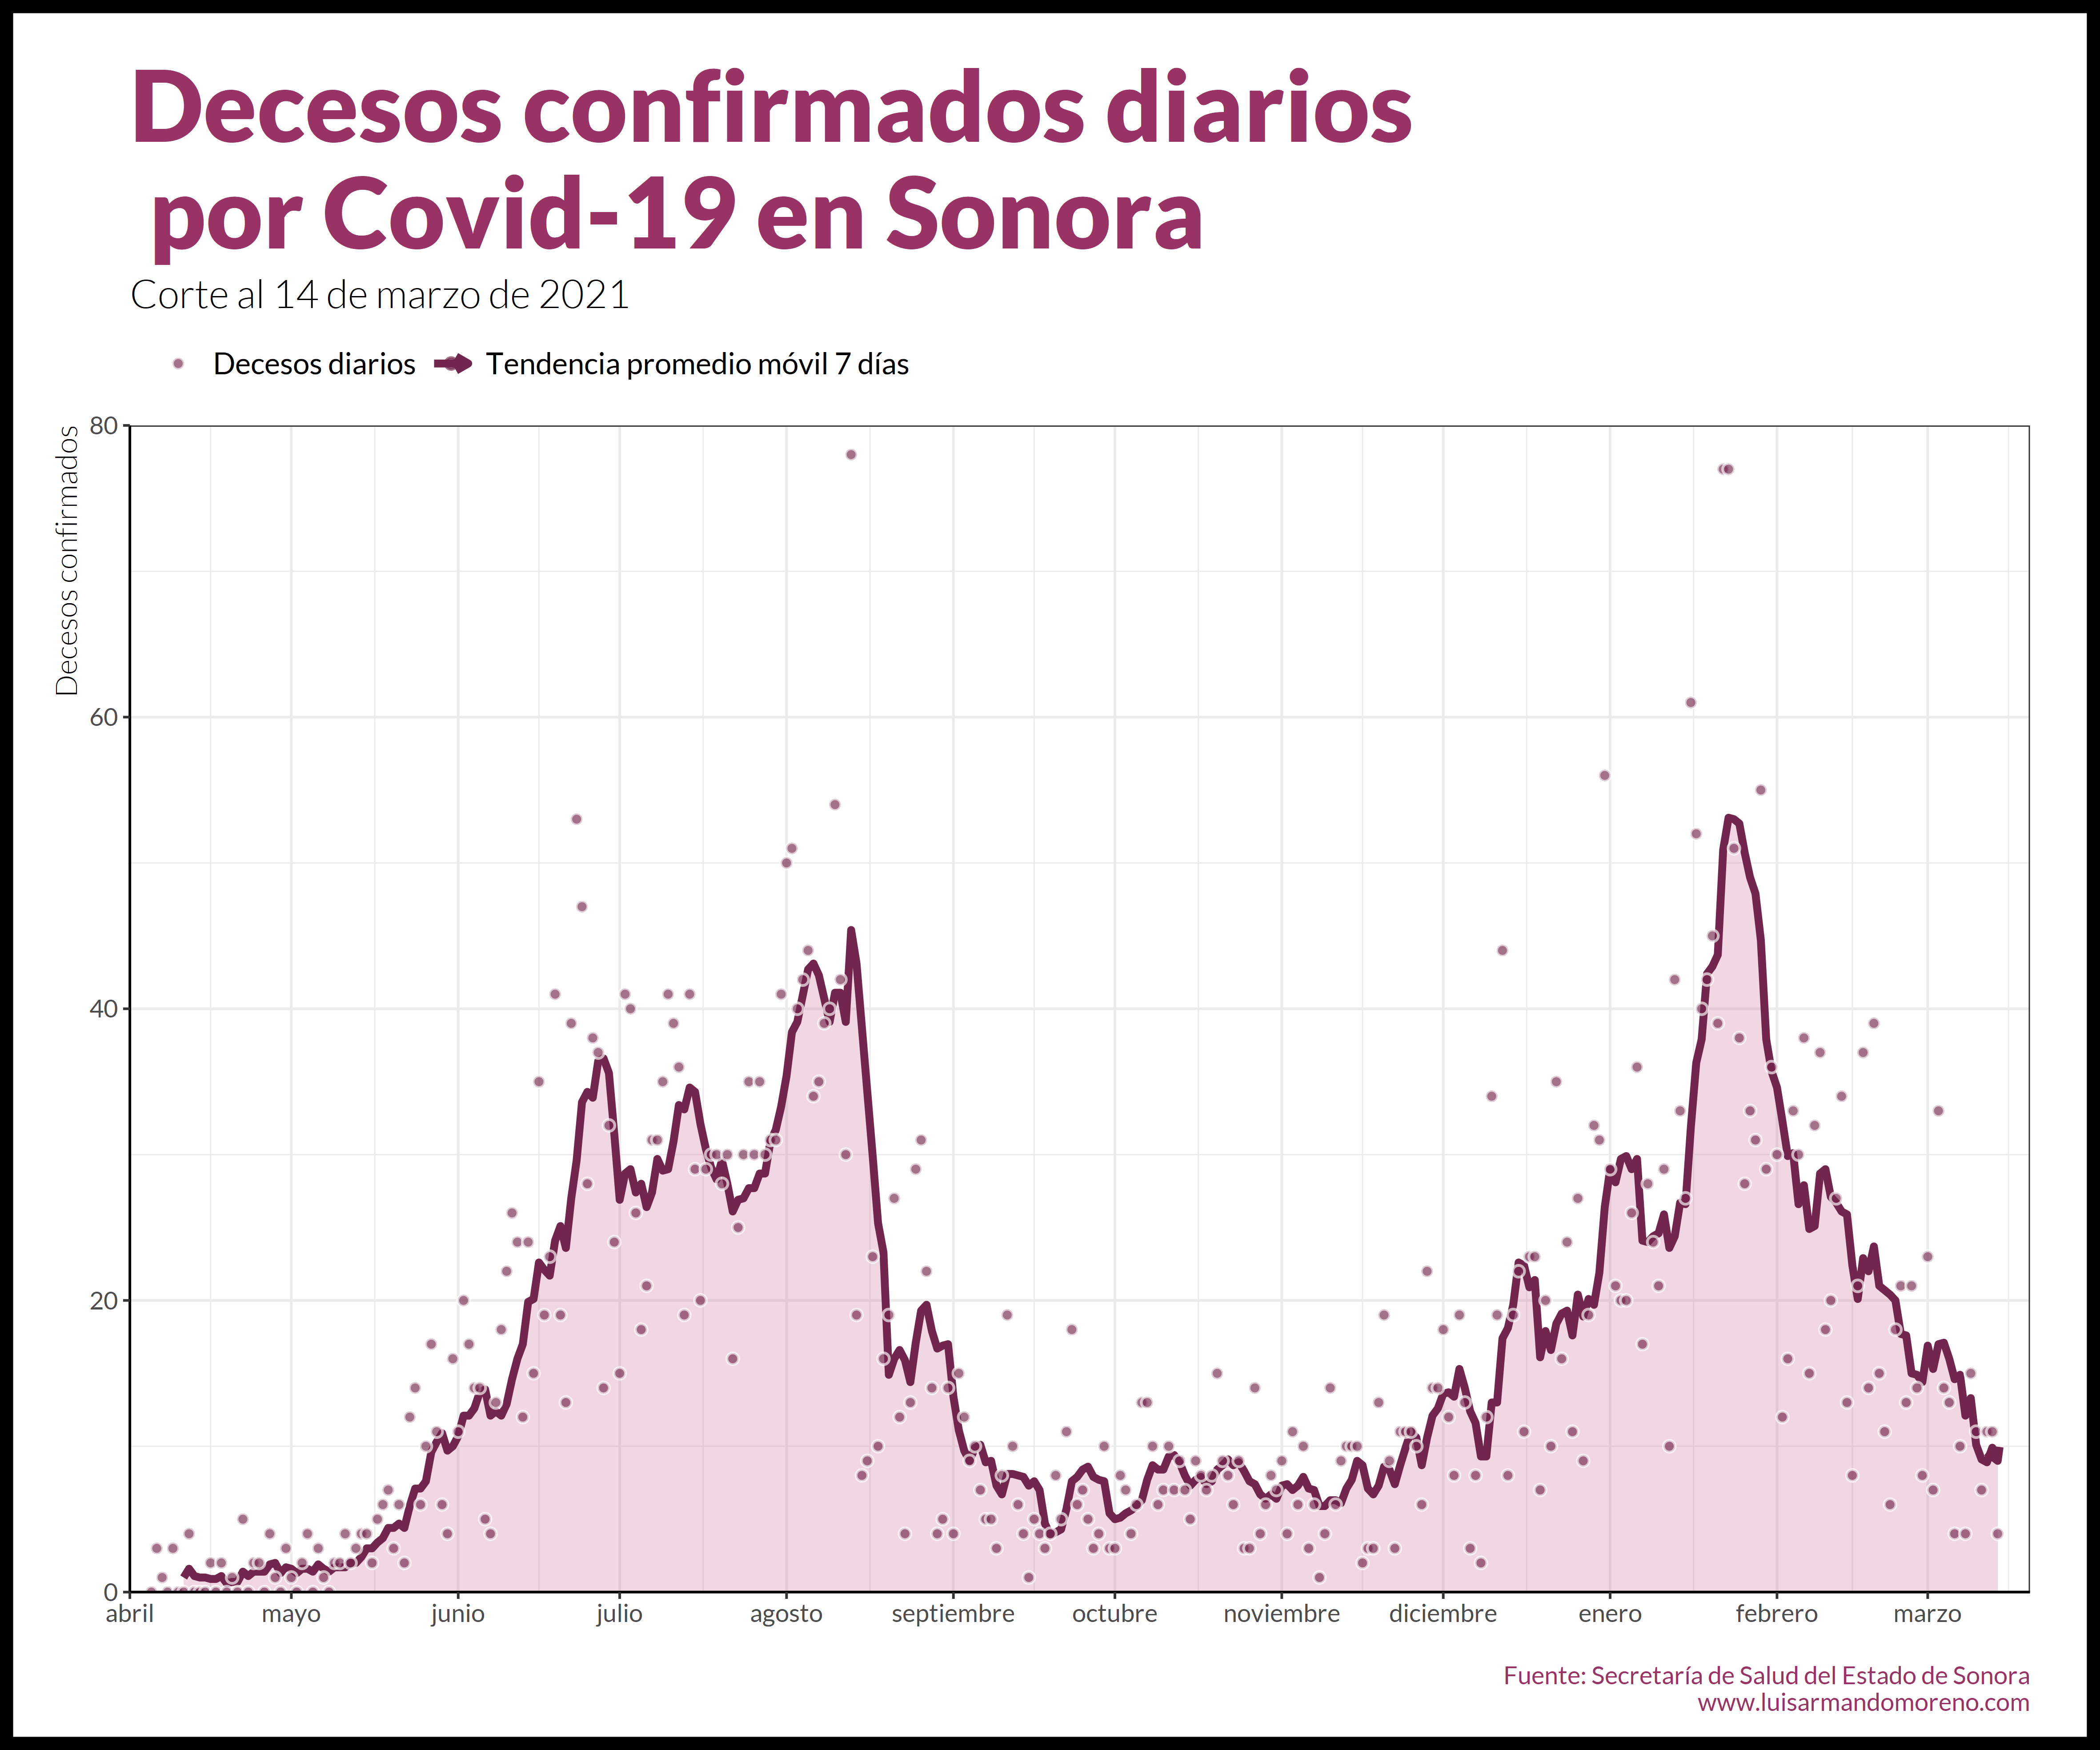 Decesos confirmados diarios
por Covid-19 en Sonora
Corte al 14 de marzo de 2021
Decesos diarios
Tendencia promedio móvil 7 días
Decesos confirmados
80
60
40
20
0
abril
mayo
junio
julio
agosto
septiembre
octubre
noviembre
diciembre
enero
febrero
marzo
Fuente: Secretaría de Salud del Estado de Sonora
www.luisarmandomoreno.com